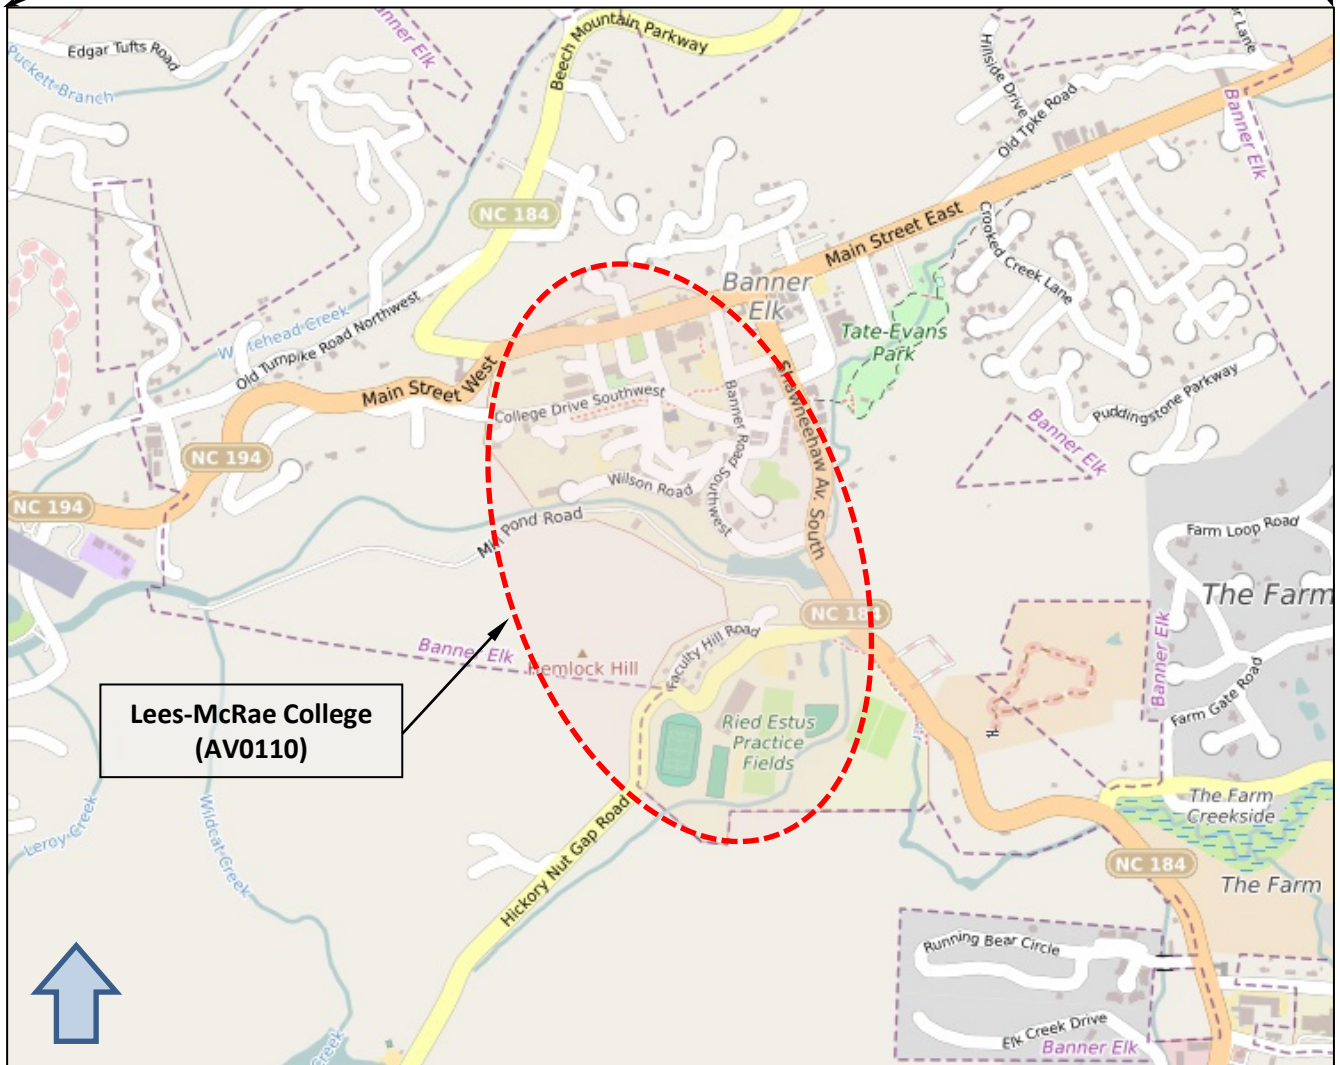 Edgar Tufts Road
Puckett Branch
Banner Elk
Beech Mountain Parkway
Hillside Drive
Old Tpke Road
Banner Elk
NC 184
Main Street East
Crooked Creek Lane
Banner
Elk
Tate-Evans
Park
Whitehead Creek
Old Turnpike Road Northwest
Main Street West
College Drive Southwest
Banner Road Southwest
Shawneehaw Av. South
Puddingstone Parkway
Banner Elk
NC 194
NC 194
Wilson Road
Mill Pond Road
Farm Loop Road
The Farm
NC 184
Banner Elk
Hemlock Hill
Faculty Hill Road
Banner Elk
Farm Gate Road
Lees-McRae College
(AV0110)
Ried Estus
Practice
Fields
The Farm
Creekside
Leroy Creek
Wildcat Creek
Hickory Nut Gap Road
NC 184
The Farm
Running Bear Circle
Elk Creek Drive
Banner Elk
Creek